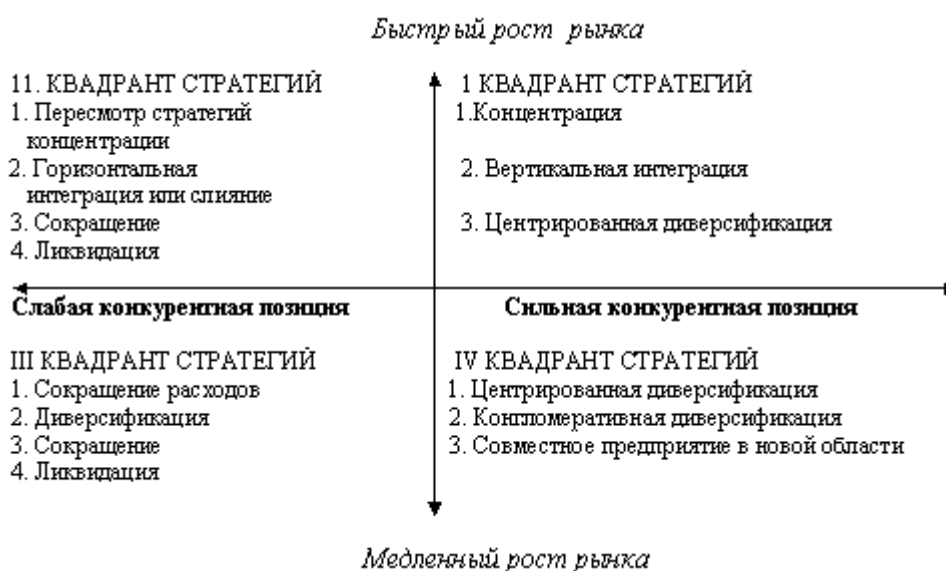 Быстрый рост рынка
11. КВАДРАНТ СТРАТЕГИЙ
1. Пересмотр стратегий
концентрации
2. Горизонтальная
интеграция или слияние
3. Сокращение
4. Ликвидация
1 КВАДРАНТ СТРАТЕГИЙ
1.Концентрация
2. Вертикальная интеграция
3. Центрированная диверсификация
Слабая конкурентная позиция
Сильная конкурентная позиция
III КВАДРАНТ СТРАТЕГИЙ
1. Сокращение расходов
2. Диверсификация
3. Сокращение
4. Ликвидация
IV КВАДРАНТ СТРАТЕГИЙ
1. Центрированная диверсификация
2. Конгломеративная диверсификация
3. Совместное предприятие в новой области
Медленный рост рынка